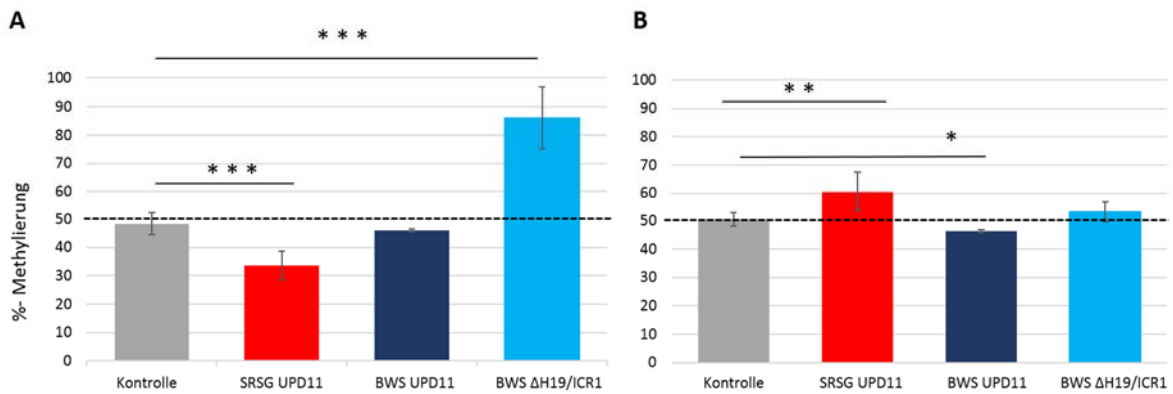 A
* * *
100
90
80
70
60
50
40
30
20
10
0
%- Methylierung
* * *
Kontrolle
SRSG UPD11
BWS UPD11
BWS ΔH19/ICR1
B
100
90
80
70
60
50
40
30
20
10
0
* *
*
Kontrolle
SRSG UPD11
BWS UPD11
BWS ΔH19/ICR1